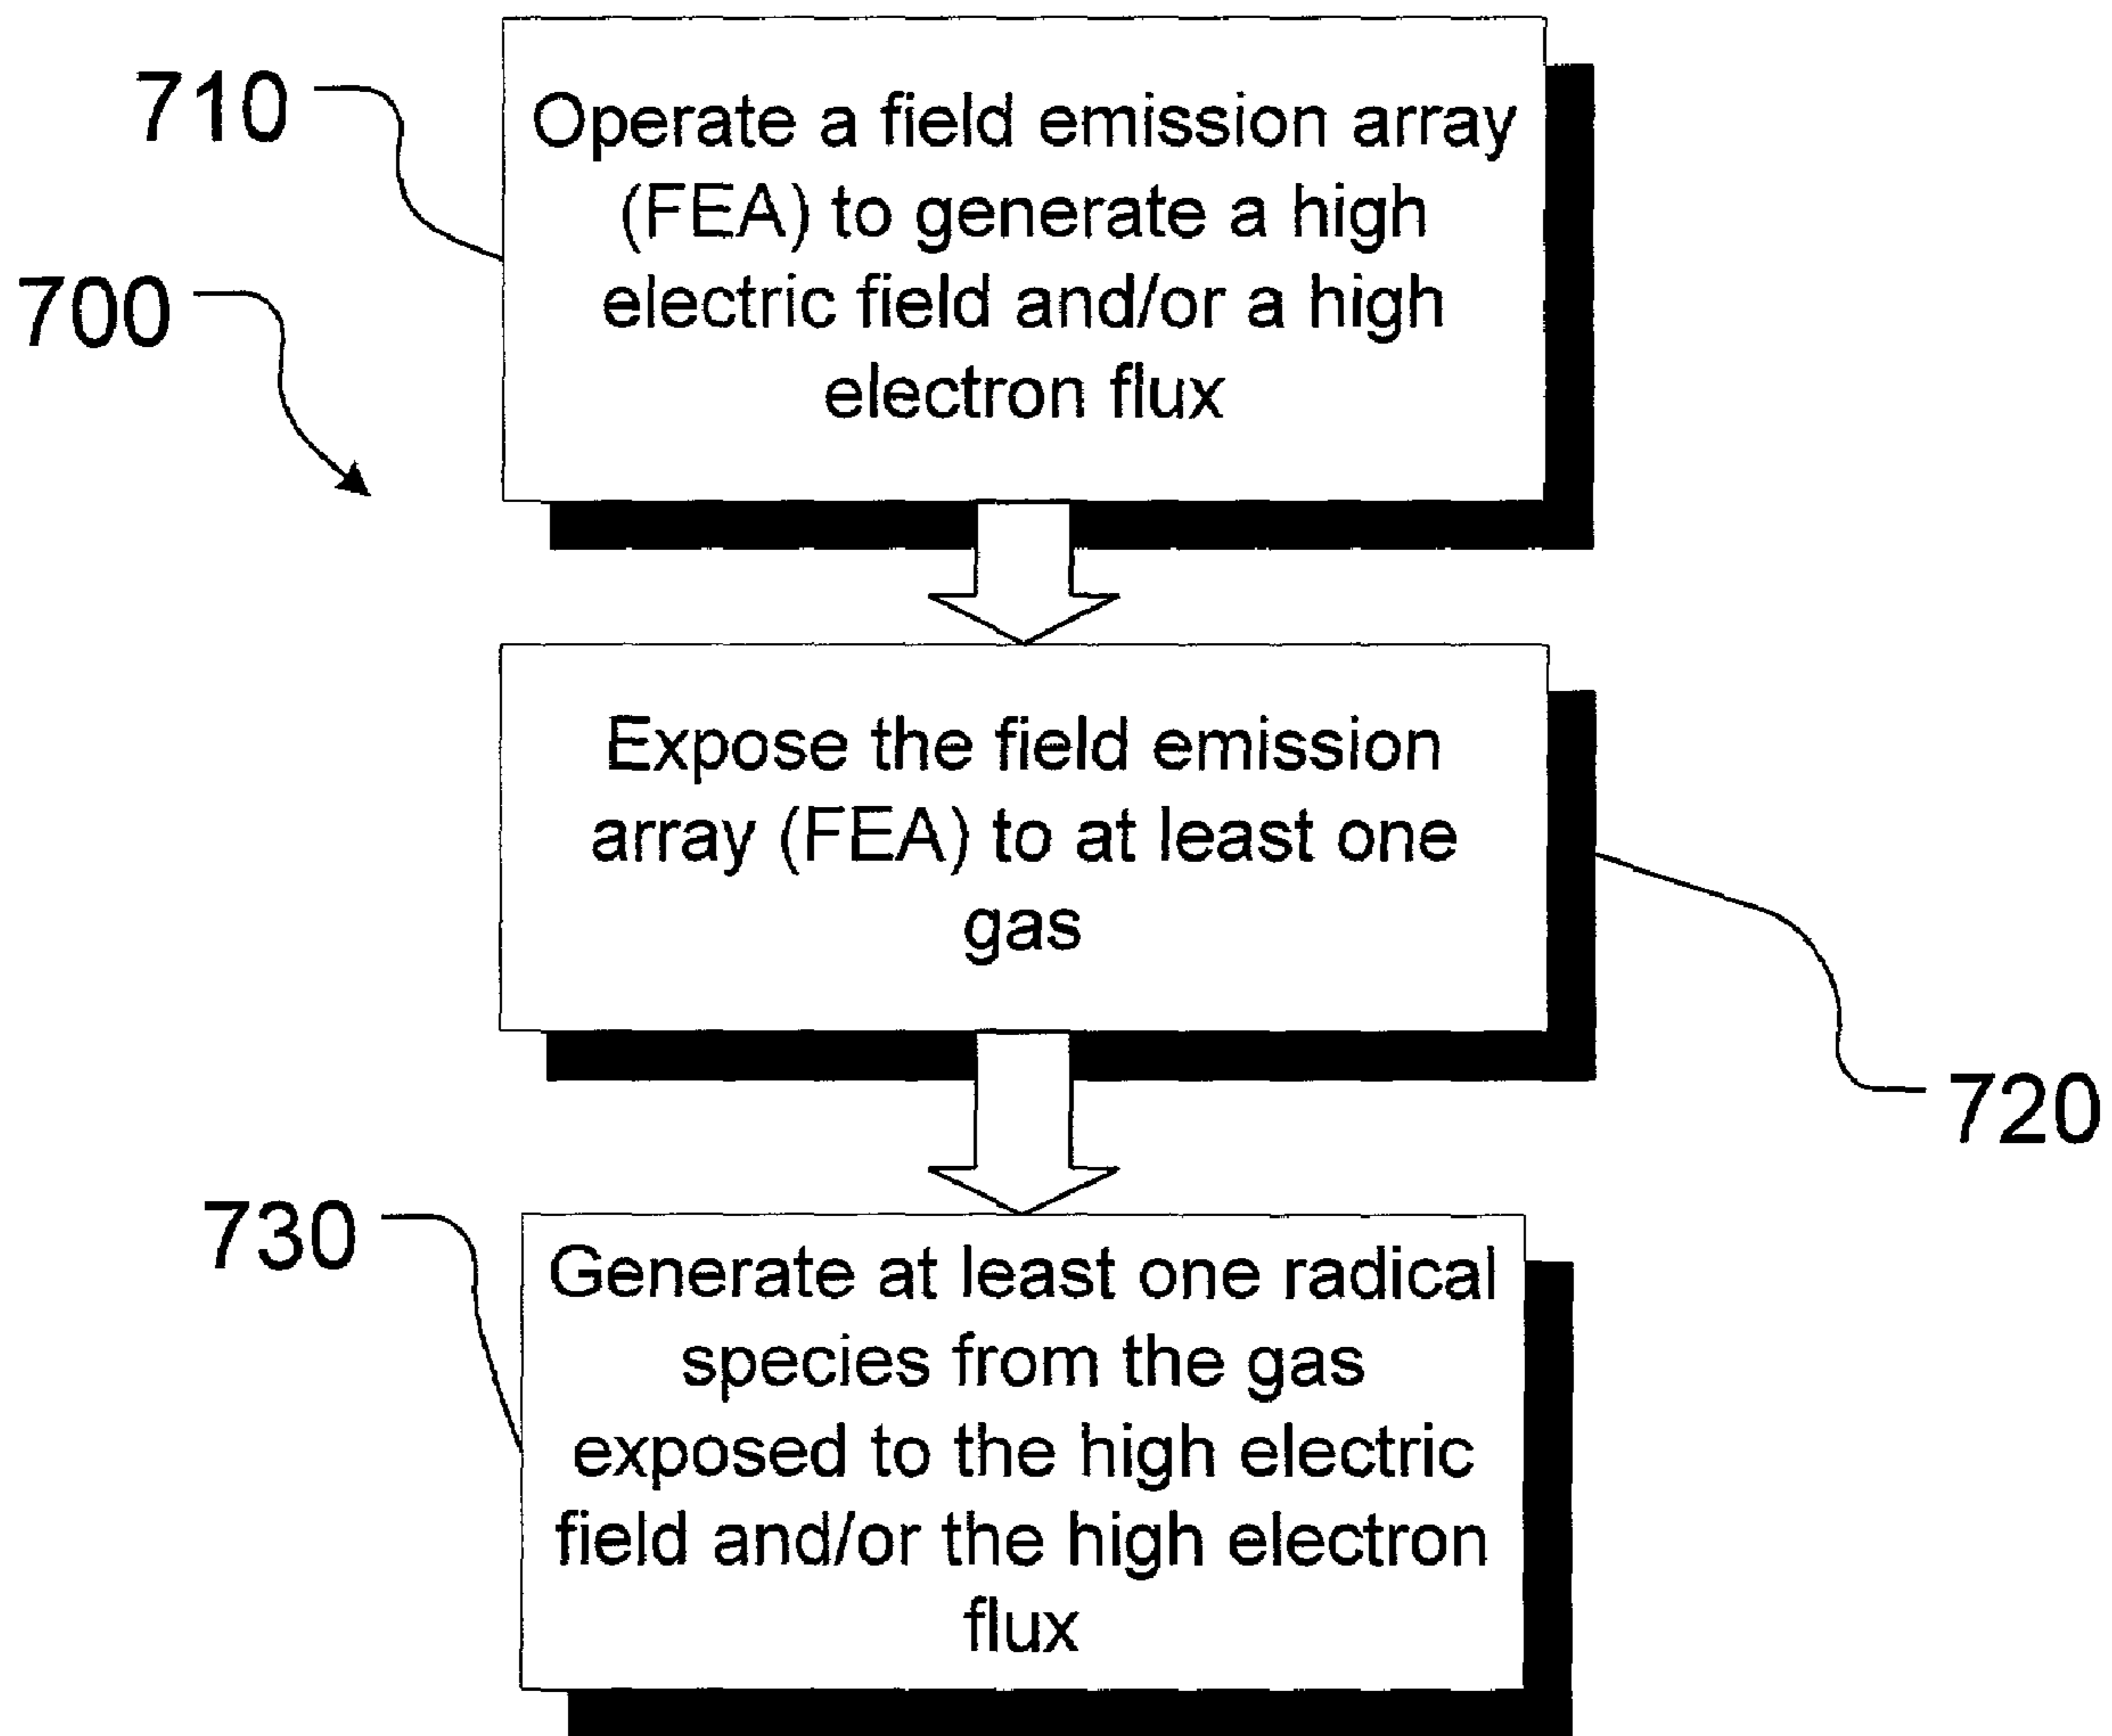 710
Operate a field emission array
(FEA) to generate a high
electric field and/or a high
electron flux
700
Expose the field emission
array (FEA) to at least one
gas
720
730
Generate at least one radical
species from the gas
exposed to the high electric
field and/or the high electron
flux